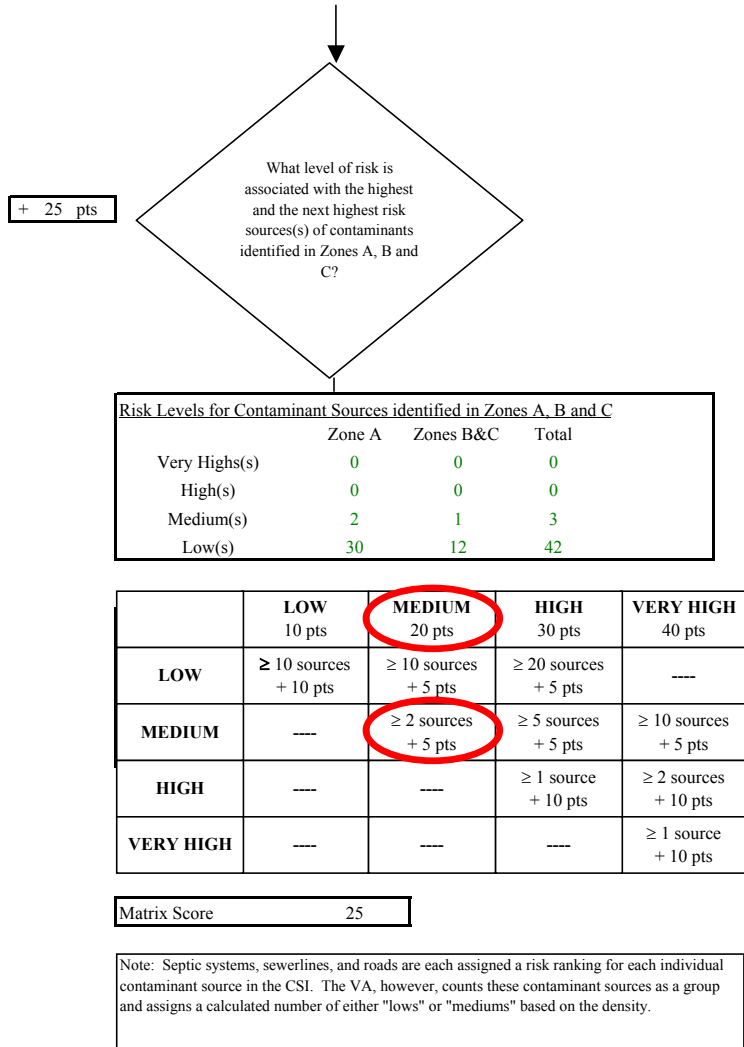 What level of risk is
associated with the highest
and the next highest risk
sources(s) of contaminants
identified in Zones A, B and
C?
+ 25 pts
Risk Levels for Contaminant Sources identified in Zones A, B and C
Zone A Zones B&C Total
Very Highs(s) 0 0 0
High(s) 0 0 0
Medium(s) 2 1 3
Low(s) 30 12 42
LOW MEDIUM HIGH VERY HIGH
10 pts 20 pts 30 pts 40 pts
LOW ≥ 10 sources + 10 pts ≥ 10 sources + 5 pts ≥ 20 sources + 5 pts ----
MEDIUM ---- ≥ 2 sources + 5 pts ≥ 5 sources + 5 pts ≥ 10 sources + 5 pts
HIGH ---- ---- ≥ 1 source + 10 pts ≥ 2 sources + 10 pts
VERY HIGH ---- ---- ---- ≥ 1 source + 10 pts
Matrix Score 25
Note: Septic systems, sewerlines, and roads are each assigned a risk ranking for each individual
contaminant source in the CSI. The VA, however, counts these contaminant sources as a group
and assigns a calculated number of either "lows" or "mediums" based on the density.